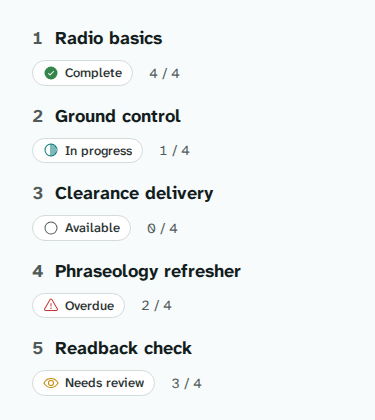 1 Radio basics
Complete 4 / 4
2 Ground control
In progress 1 / 4
3 Clearance delivery
Available 0 / 4
4 Phraseology refresher
Overdue 2 / 4
5 Readback check
Needs review 3 / 4